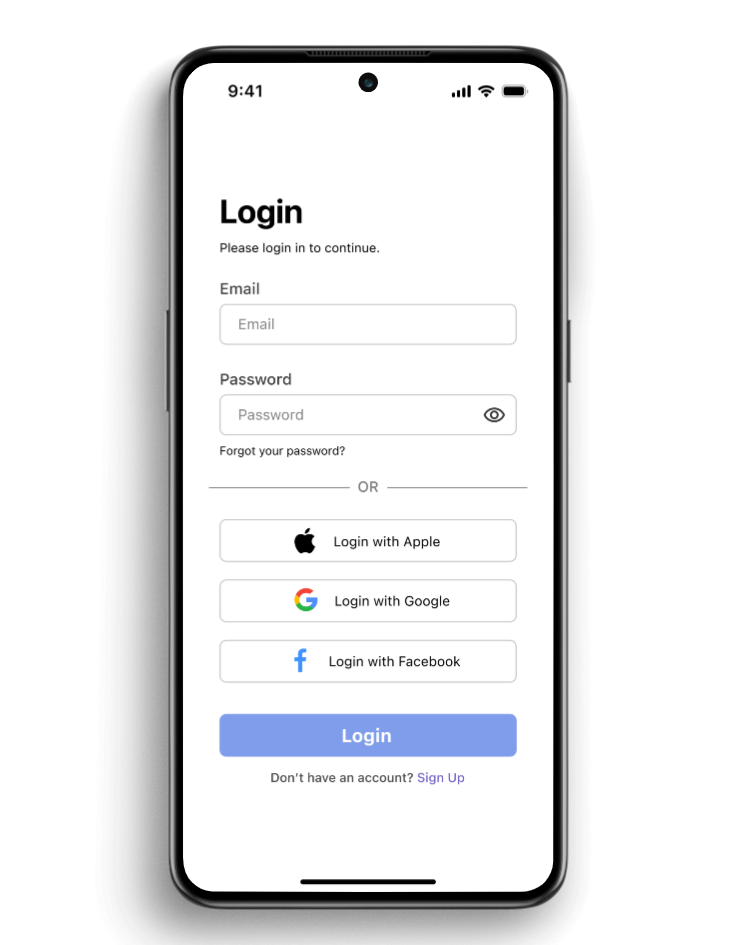 9:41
Login
Please login in to continue.
Email
Email
Password
Password
Forgot your password?
OR
Login with Apple
Login with Google
Login with Facebook
Login
Don't have an account? Sign Up